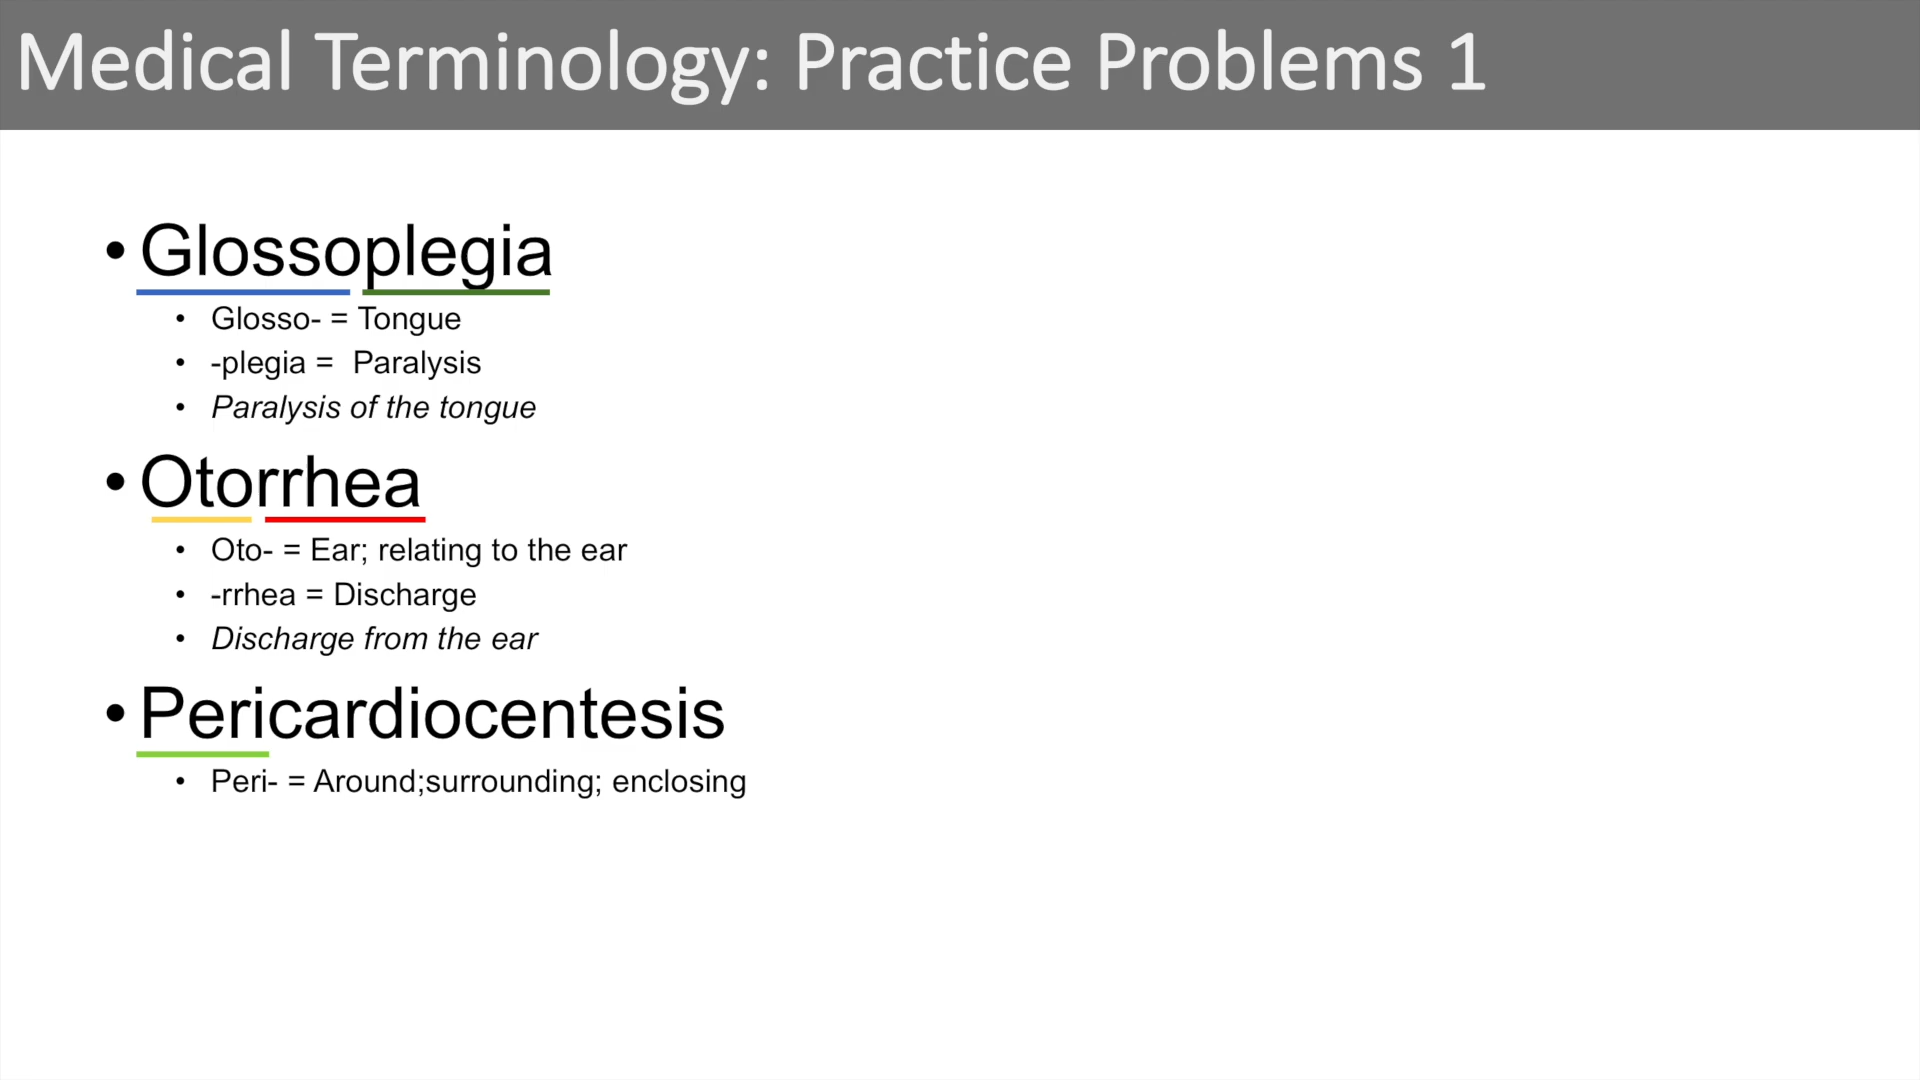 Medical Terminology: Practice Problems 1
• Glossoplegia
• Glosso- = Tongue
• -plegia = Paralysis
• Paralysis of the tongue
• Otorrhea
• Oto- = Ear; relating to the ear
• -rrhea = Discharge
• Discharge from the ear
• Pericardiocentesis
• Peri- = Around;surrounding; enclosing